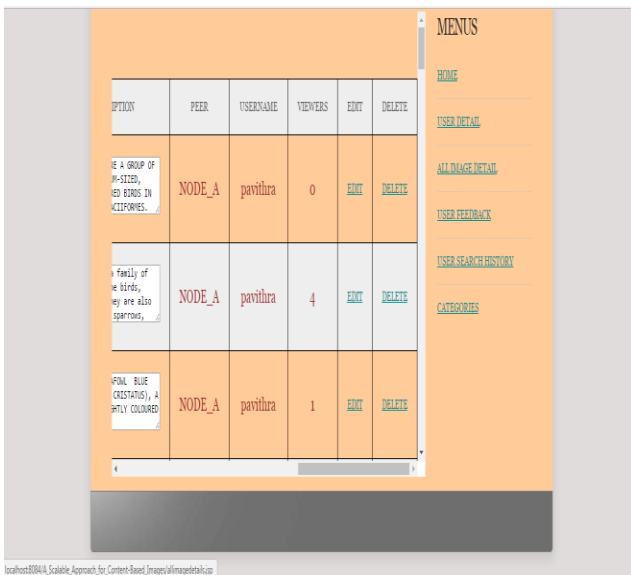 MENUS
HOME
USER DETAIL
ALL IMAGE DETAIL
USER FEEDBACK
USER SEARCH HISTORY
CATEGORIES
IPTION PEER USERNAME VIEWERS EDIT DELETE
E A GROUP OF
M-SIZED,
ED BIRDS IN
ACIIFORMES.
NODE_A pavithra 0 EDIT DELETE
family of
e birds,
ey are also
sparrows,
NODE_A pavithra 4 EDIT DELETE
AFOWL BLUE
CRISTATUS), A
GHTLY COLOURED
NODE_A pavithra 1 EDIT DELETE
localhost:8084/A_Scalable_Approach_for_Content-Based_Images/allimagedetails.jsp